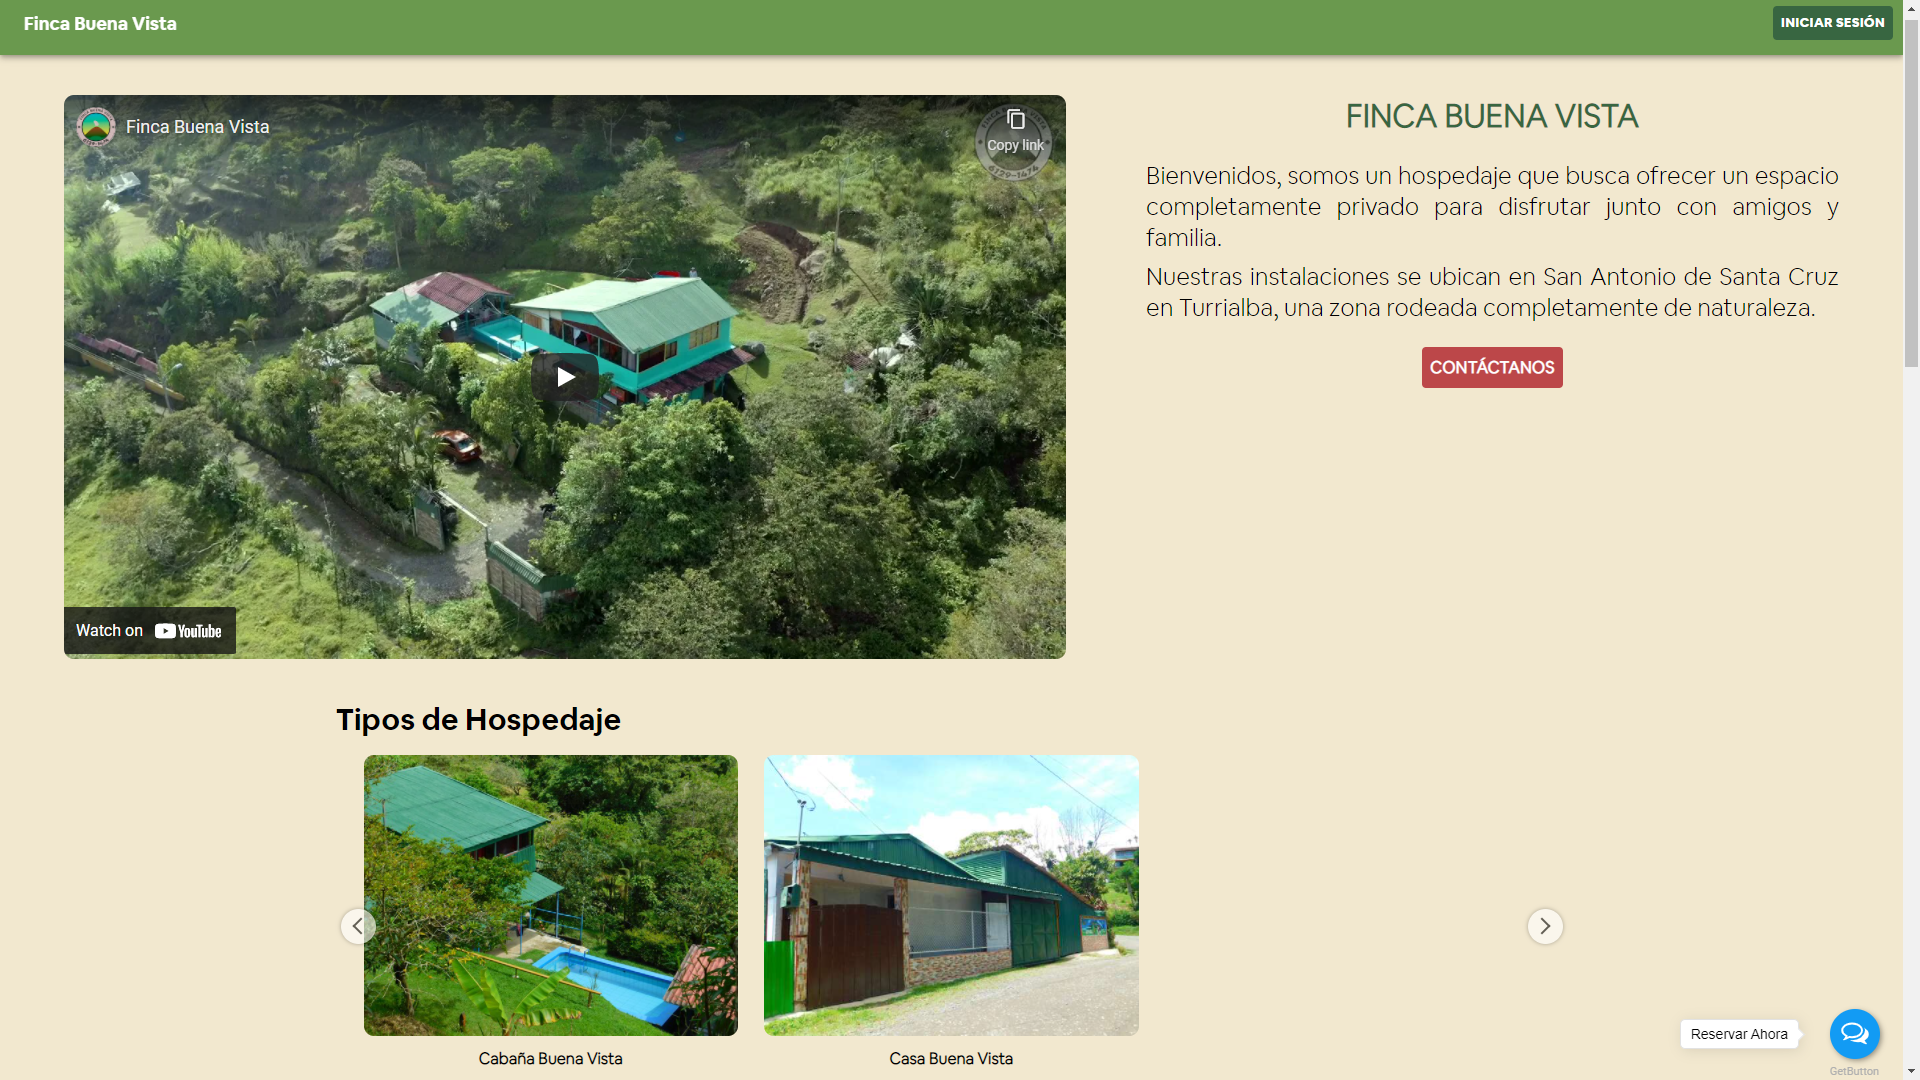 Finca Buena Vista
INICIAR SESIÓN
Finca Buena Vista
Copy link
6129-1474
Watch on YouTube
FINCA BUENA VISTA
Bienvenidos, somos un hospedaje que busca ofrecer un espacio
completamente privado para disfrutar junto con amigos y
familia.
Nuestras instalaciones se ubican en San Antonio de Santa Cruz
en Turrialba, una zona rodeada completamente de naturaleza.
CONTÁCTANOS
Tipos de Hospedaje
Cabaña Buena Vista
Casa Buena Vista
Reservar Ahora
GetButton